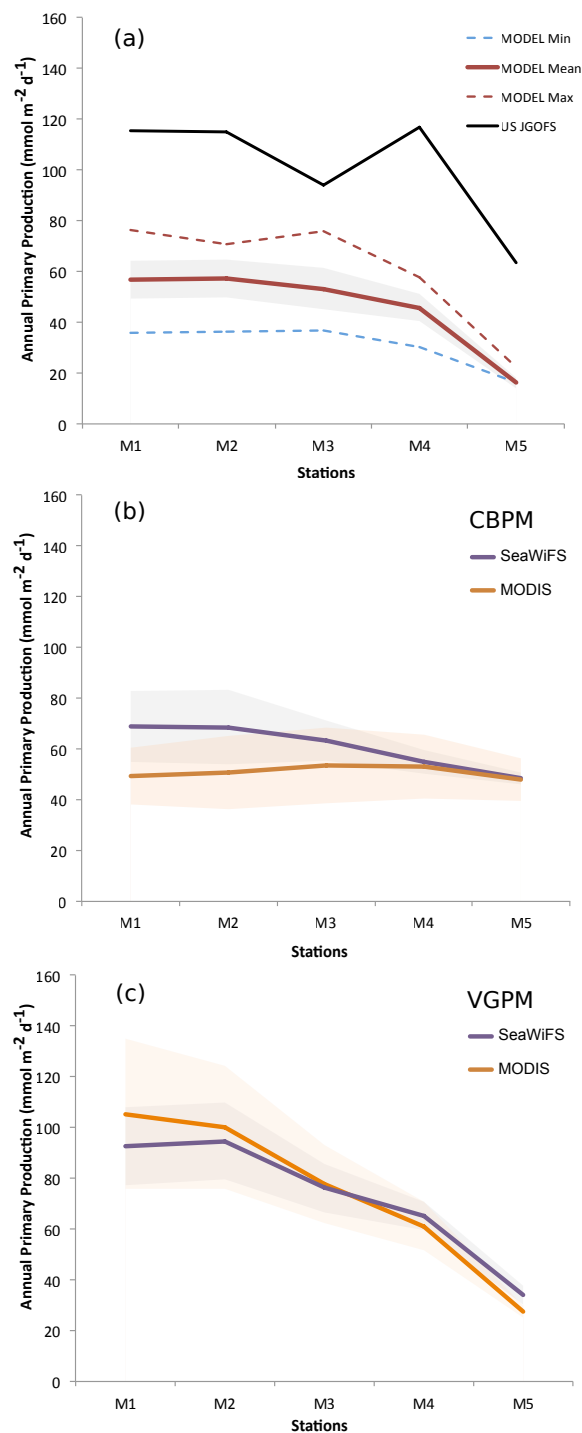 (a)
MODEL Min
MODEL Mean
MODEL Max
US JGOFS
Annual Primary Production (mmol m⁻² d⁻¹)
160
140
120
100
80
60
40
20
0
M1 M2 M3 M4 M5
Stations
(b)
CBPM
SeaWiFS
MODIS
Annual Primary Production (mmol m⁻² d⁻¹)
160
140
120
100
80
60
40
20
0
M1 M2 M3 M4 M5
Stations
(c)
VGPM
SeaWiFS
MODIS
Annual Primary Production (mmol m⁻² d⁻¹)
160
140
120
100
80
60
40
20
0
M1 M2 M3 M4 M5
Stations